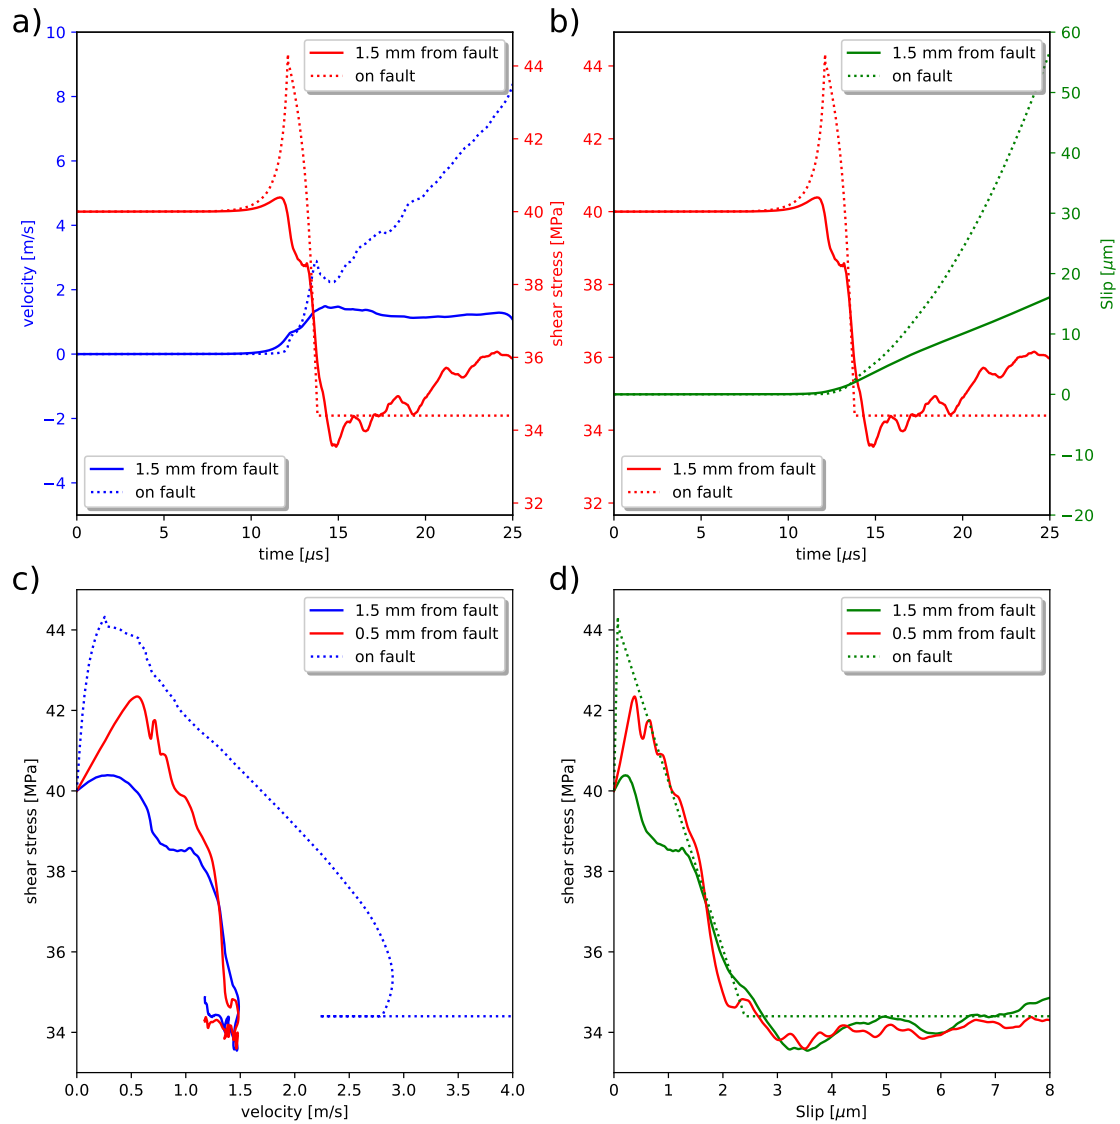 a)
10
8
6
4
2
0
−2
−4
velocity [m/s]
1.5 mm from fault
on fault
1.5 mm from fault
on fault
44
42
40
38
36
34
32
shear stress [MPa]
0
5
10
15
20
25
time [μs]
b)
44
42
40
38
36
34
32
1.5 mm from fault
on fault
1.5 mm from fault
on fault
60
50
40
30
20
10
0
−10
−20
Slip [μm]
0
5
10
15
20
25
time [μs]
c)
44
42
40
38
36
34
shear stress [MPa]
1.5 mm from fault
0.5 mm from fault
on fault
0.0
0.5
1.0
1.5
2.0
2.5
3.0
3.5
4.0
velocity [m/s]
d)
44
42
40
38
36
34
shear stress [MPa]
1.5 mm from fault
0.5 mm from fault
on fault
0
1
2
3
4
5
6
7
8
Slip [μm]